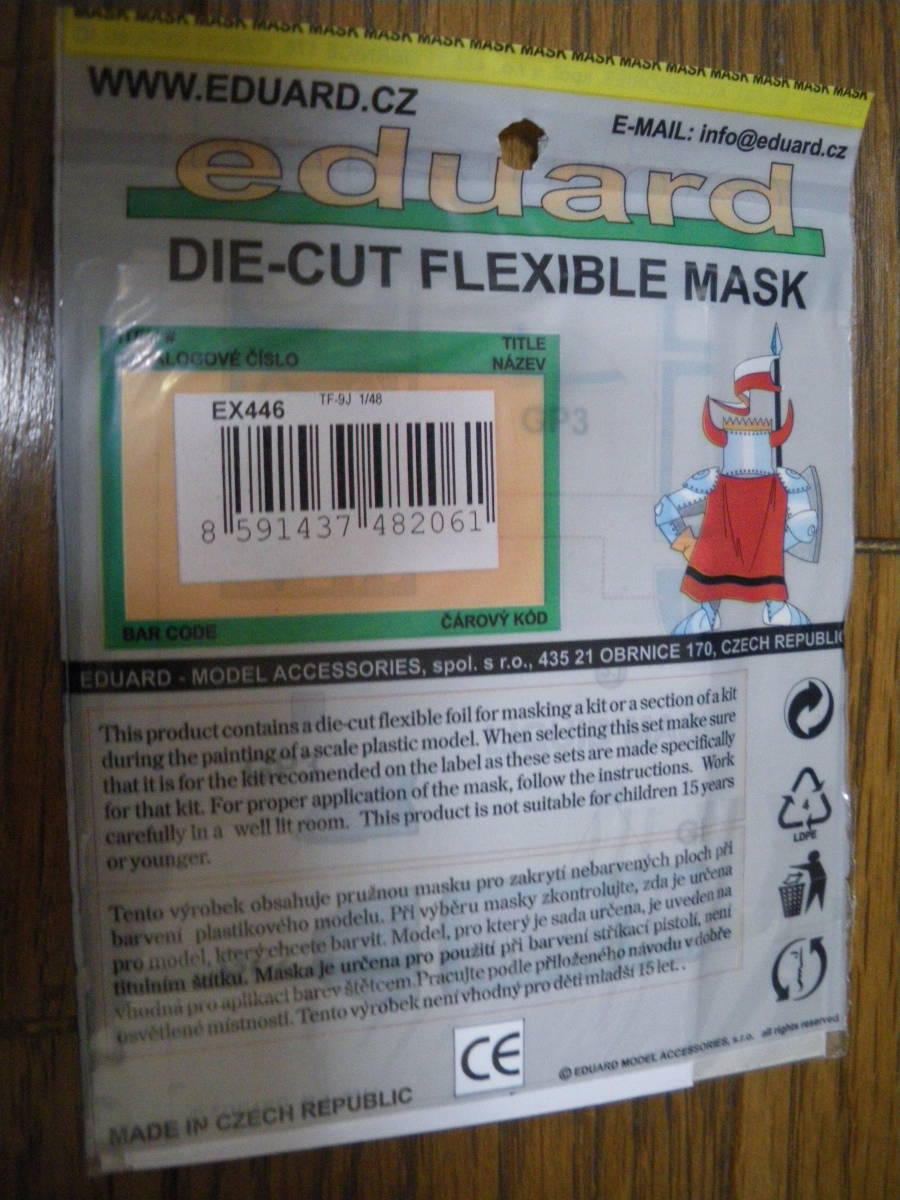 MASK MASK MASK MASK MASK MASK MASK MASK MASK MASK MASK MASK MASK MASK MASK MASK
WWW.EDUARD.CZ
E-MAIL: info@eduard.cz
eduard
DIE-CUT FLEXIBLE MASK
TITLE
ČÍSLO
NÁZEV
EX446
TF-9J 1/48
GP3
8 591437 482061
BAR CODE
ČÁROVÝ KÓD
EDUARD - MODEL ACCESSORIES, spol. s r.o., 435 21 OBRNICE 170, CZECH REPUBLIC
This product contains a die-cut flexible foil for masking a kit or a section of a kit
during the painting of a scale plastic model. When selecting this set make sure
that it is for the kit recomended on the label as these sets are made specifically
for that kit. For proper application of the mask, follow the instructions. Work
carefully in a well lit room. This product is not suitable for children 15 years
or younger.
4
LDPE
Tento výrobek obsahuje pružnou masku pro zakrytí nebarvených ploch při
barvení plastikového modelu. Při výběru masky zkontrolujte, zda je určena
pro model, který chcete barvit. Model, pro který je sada určena, je uveden na
titulním štítku. Maska je určena pro použití při barvení stříkací pistolí, není
vhodná pro aplikaci barev štětcem. Pracujte podle přiloženého návodu v dobře
osvětlené místnosti. Tento výrobek není vhodný pro děti mladší 15 let. .
CE
© EDUARD MODEL ACCESSORIES, s.r.o. all rights reserved
MADE IN CZECH REPUBLIC